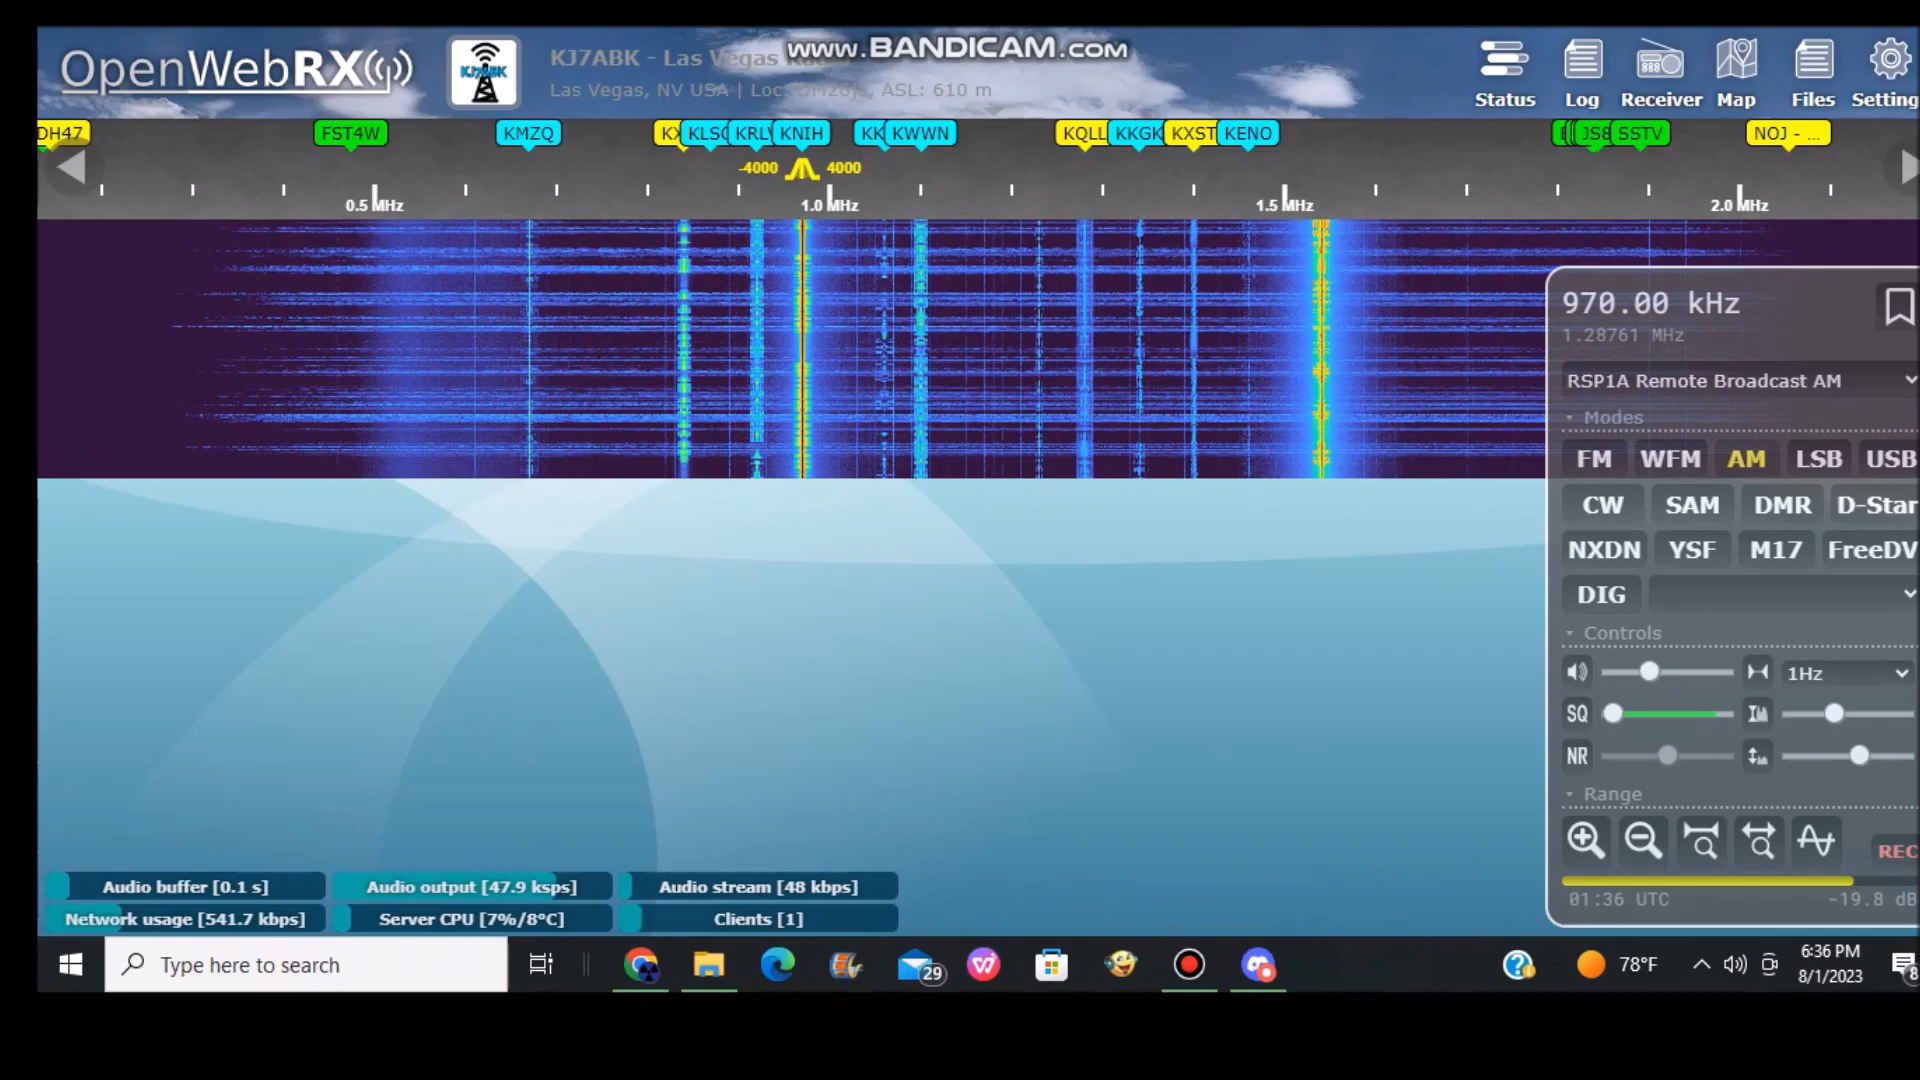 OpenWebRX
KJ7ABK
KJ7ABK - Las Vegas
www.BANDICAM.com
Las Vegas, NV USA | Loc: DM26jc, ASL: 610 m
Status
Log
Receiver
Map
Files
Setting
DH47
FST4W
KMZQ
KLSQ
KNIH
KK
KWWN
KQLL
KKGK
KXST
KENO
JS8
SSTV
NOJ - ...
-4000
4000
0.5 MHz
1.0 MHz
1.5 MHz
2.0 MHz
970.00 kHz
1.28761 MHz
RSP1A Remote Broadcast AM
Modes
FM WFM AM LSB USB
CW SAM DMR D-Star
NXDN YSF M17 FreeDV
DIG
Controls
1Hz
SQ
NR
Range
REC
01:36 UTC
-19.8 dB
Audio buffer [0.1 s]
Audio output [47.9 ksps]
Audio stream [48 kbps]
Network usage [541.7 kbps]
Server CPU [7%/8°C]
Clients [1]
Type here to search
29
78°F
6:36 PM
8/1/2023
8